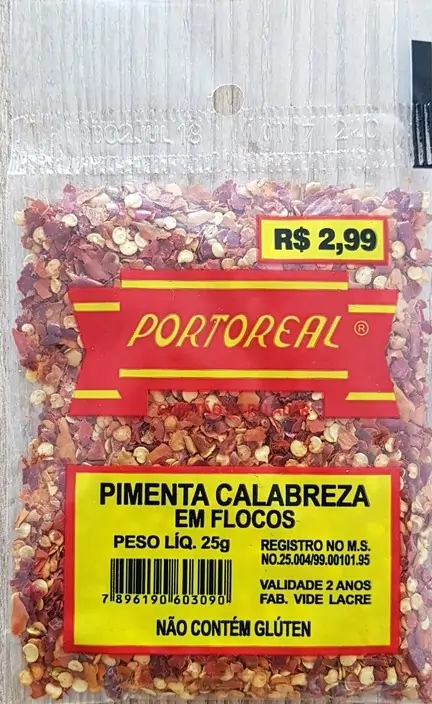 R$ 2,99
PORTOREAL ®
PIMENTA CALABREZA
EM FLOCOS
PESO LÍQ. 25g
REGISTRO NO M.S.
NO.25.004/99.00101.95
VALIDADE 2 ANOS
FAB. VIDE LACRE
7 896190 603090
NÃO CONTÉM GLÚTEN